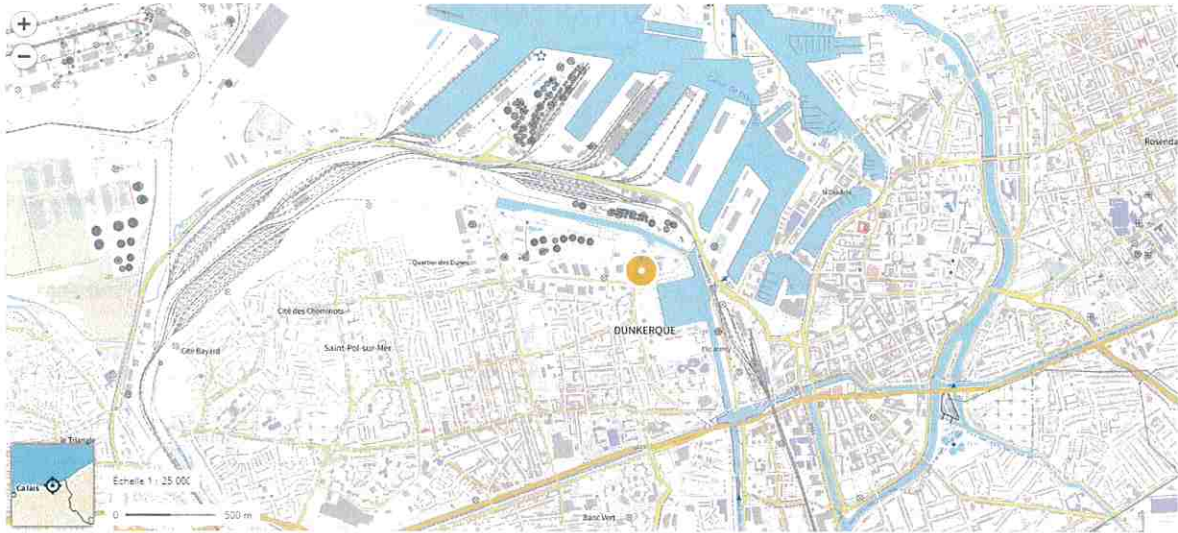 +
−
Rosenda
Quartier des Dunes
Cité des Cheminots
DUNKERQUE
Saint-Pol-sur-Mer
Cité Bayard
le Triangle
Calais
Échelle 1 : 25 000
0 500 m
Banc Vert